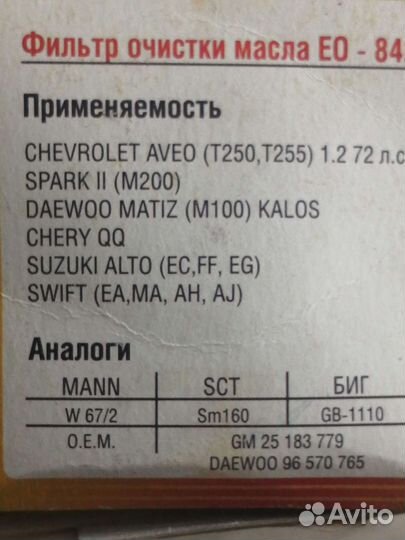 Фильтр очистки масла ЕО - 84
Применяемость
CHEVROLET AVEO (T250,T255) 1.2 72 л.с
SPARK II (M200)
DAEWOO MATIZ (M100) KALOS
CHERY QQ
SUZUKI ALTO (EC,FF, EG)
SWIFT (EA,MA, AH, AJ)
Аналоги
MANN SCT БИГ
W 67/2 Sm160 GB-1110
O.E.M. GM 25 183 779
DAEWOO 96 570 765
Avito